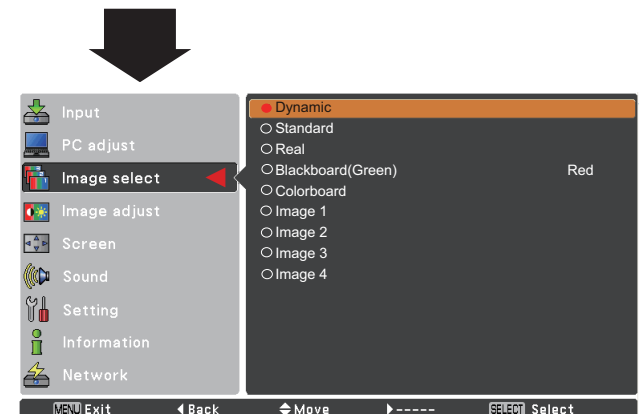 Input
PC adjust
Image select
Image adjust
Screen
Sound
Setting
Information
Network
Dynamic
Standard
Real
Blackboard(Green) Red
Colorboard
Image 1
Image 2
Image 3
Image 4
MENU Exit Back Move ----- SELECT Select